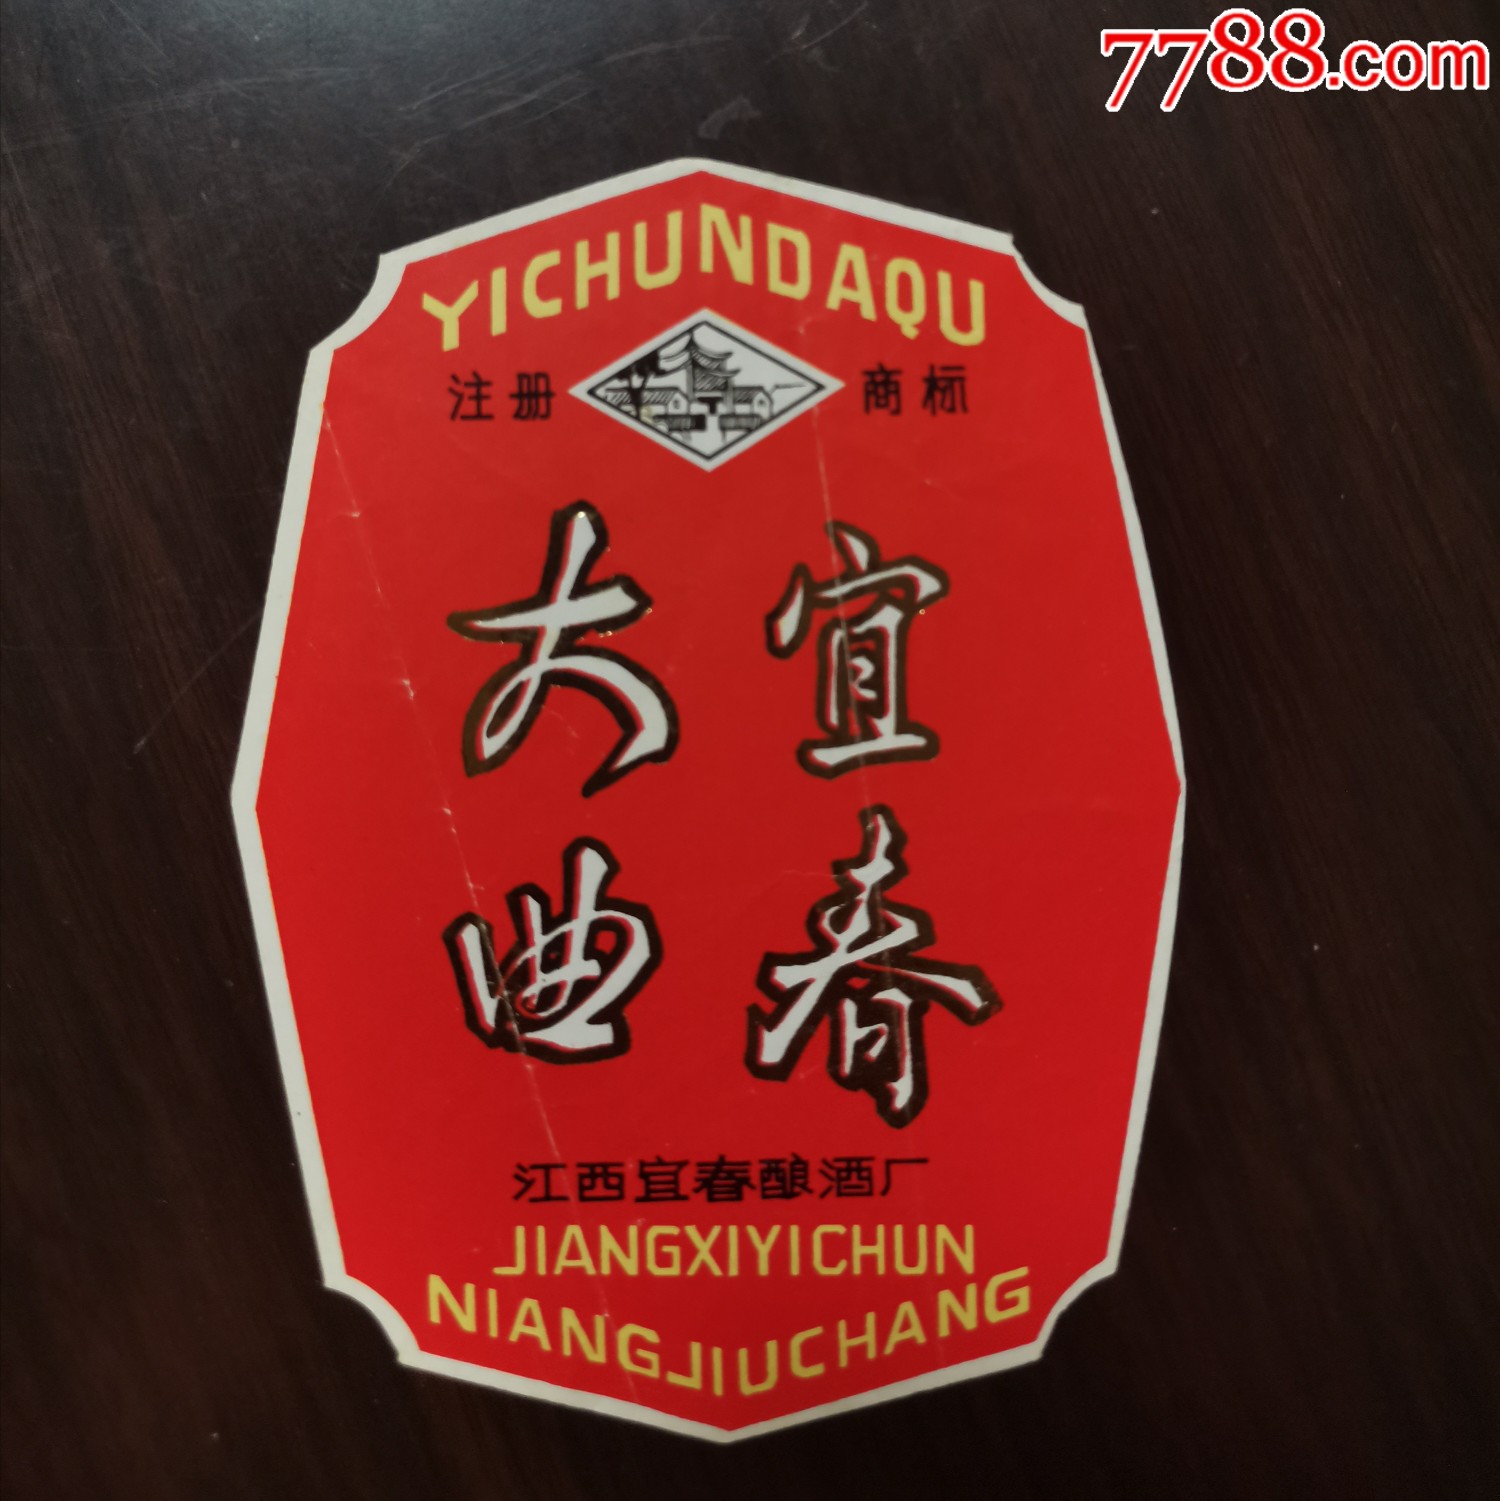 7788.com
YICHUNDAQU
注册 商标
宜春
大曲
江西宜春酿酒厂
JIANGXIYICHUN
NIANGJIUCHANG